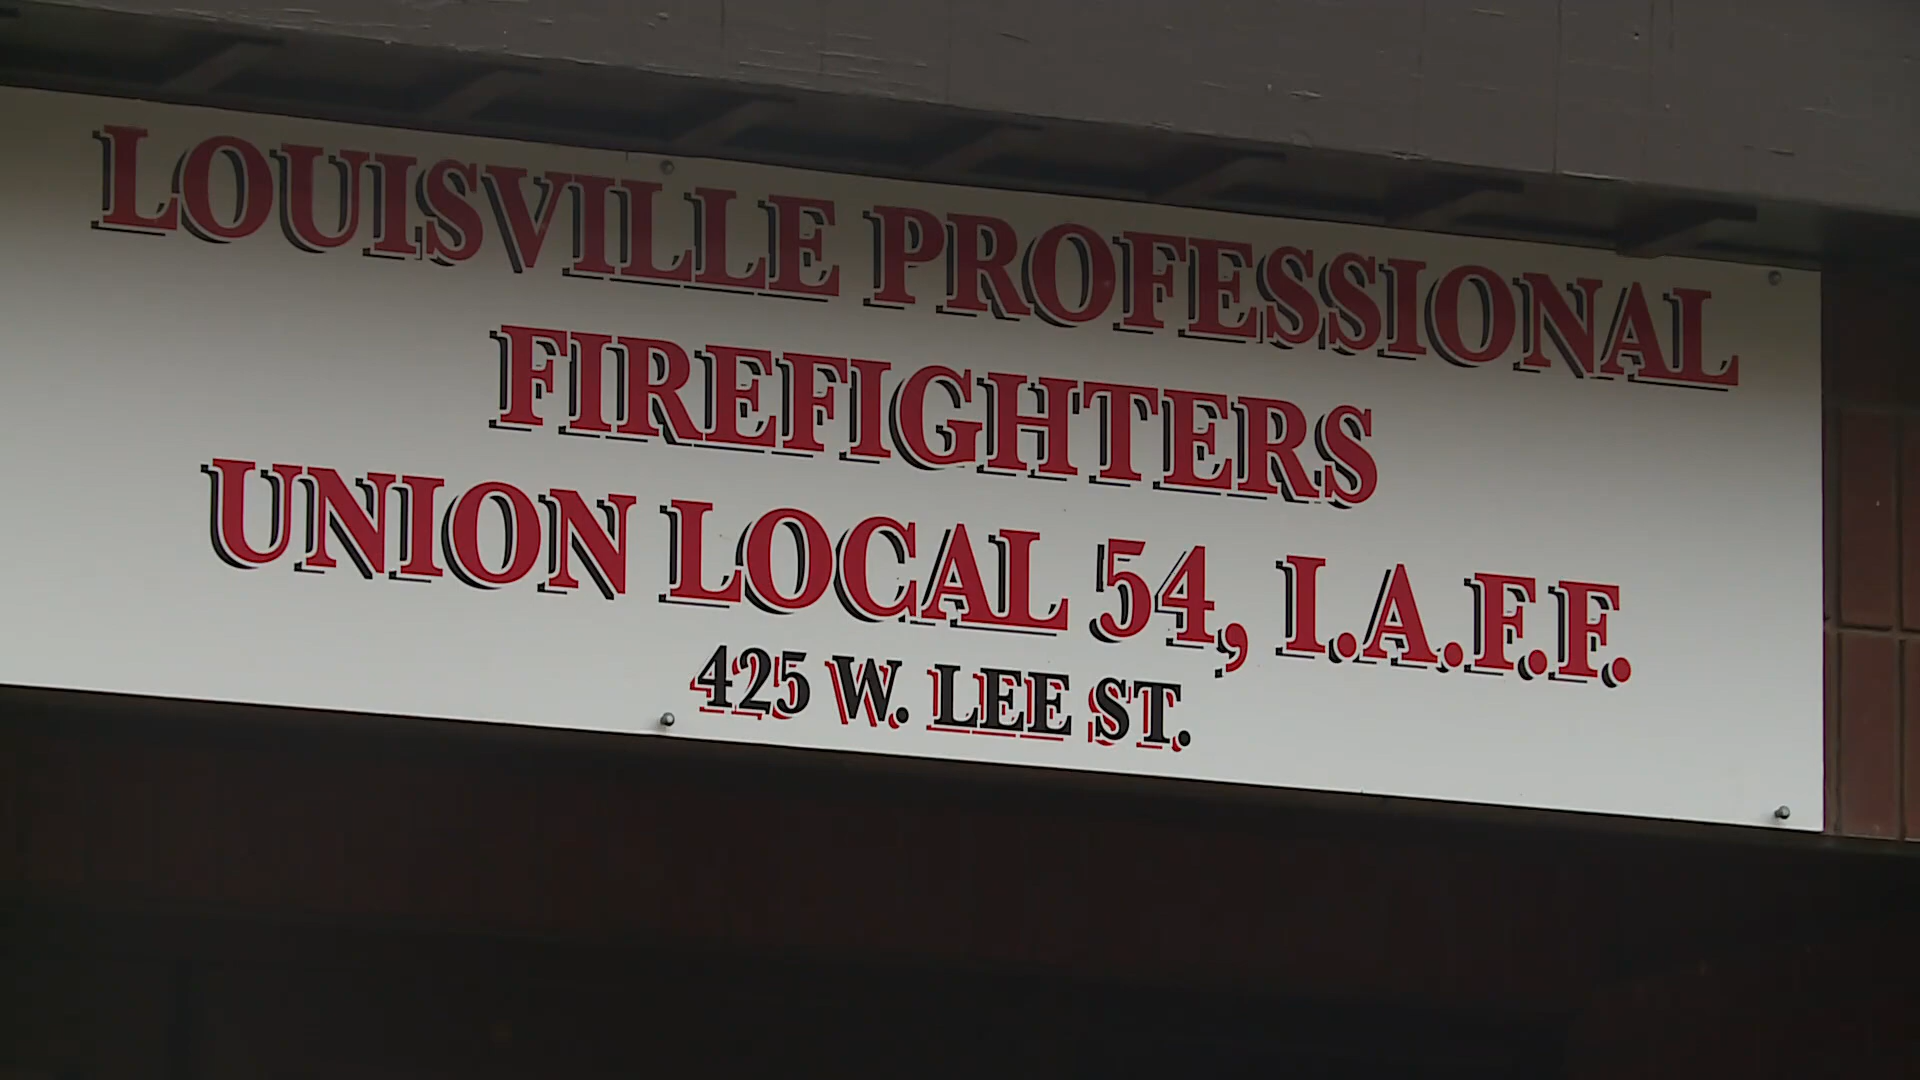 LOUISVILLE PROFESSIONAL
FIREFIGHTERS
UNION LOCAL 54, I.A.F.F.
425 W. LEE ST.